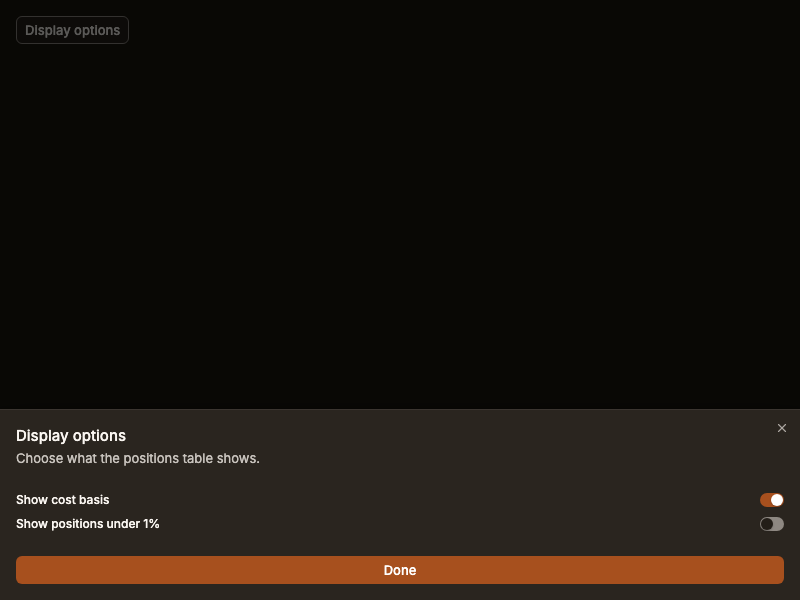 Display options
Display options
Choose what the positions table shows.
Show cost basis
Show positions under 1%
Done